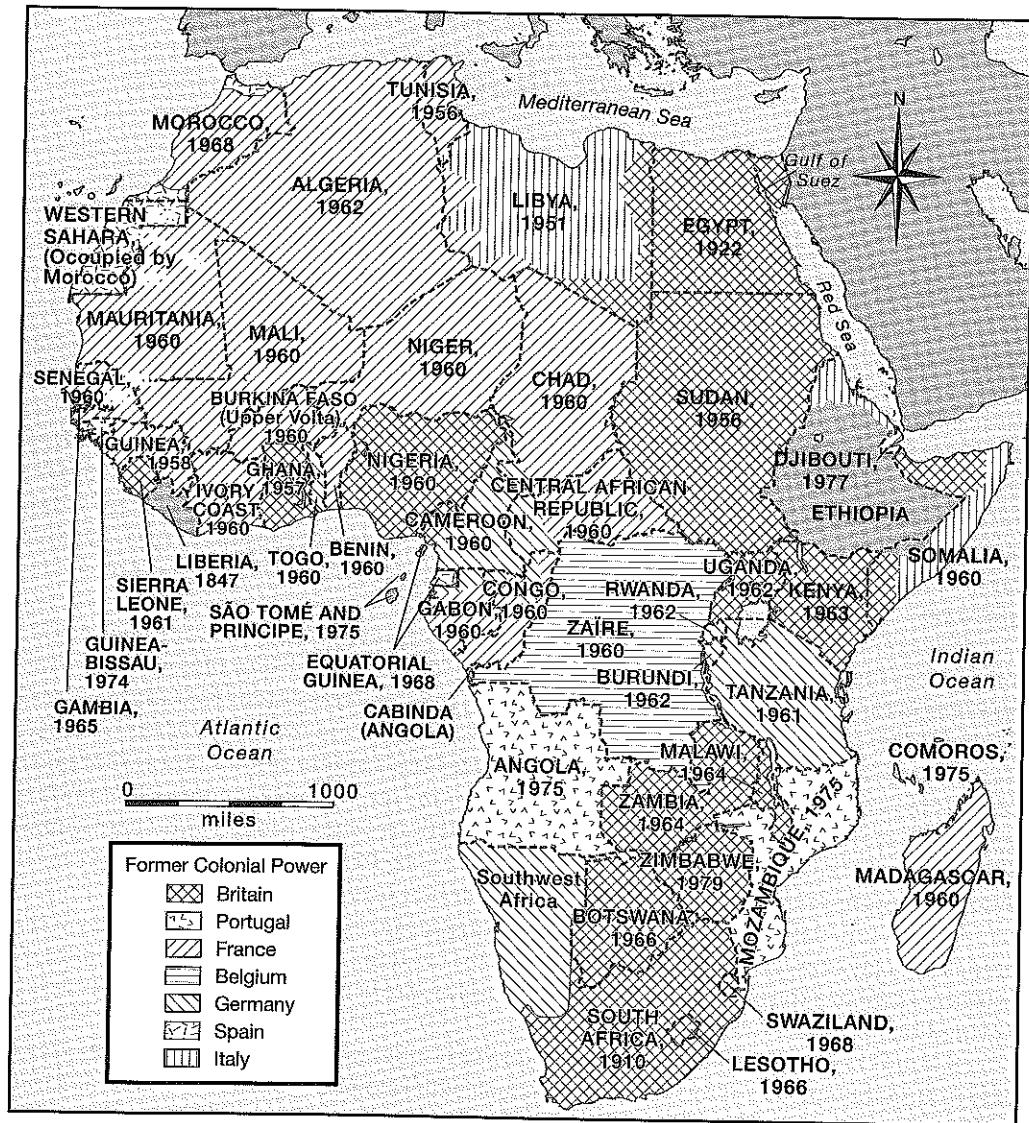 TUNISIA,
1956
Mediterranean Sea
N
MOROCCO,
1968
Gulf of
Suez
ALGERIA,
1962
LIBYA,
1951
EGYPT,
1922
WESTERN
SAHARA,
(Occupied by
Morocco)
Red Sea
MAURITANIA,
1960
MALI,
1960
NIGER,
1960
CHAD,
1960
SUDAN,
1956
SENEGAL,
1960
BURKINA FASO
(Upper Volta)
1960
GUINEA,
1958
GHANA,
1957
NIGERIA,
1960
DJIBOUTI,
1977
IVORY
COAST,
1960
CENTRAL AFRICAN
REPUBLIC,
1960
ETHIOPIA
CAMEROON,
1960
SOMALIA,
1960
LIBERIA,
1847
TOGO,
1960
BENIN,
1960
UGANDA,
1962
SIERRA
LEONE,
1961
SÃO TOMÉ AND
PRINCIPE, 1975
GABON,
1960
CONGO,
1960
RWANDA,
1962
KENYA,
1963
ZAÏRE,
1960
GUINEA-
BISSAU,
1974
EQUATORIAL
GUINEA, 1968
BURUNDI,
1962
TANZANIA,
1961
Indian
Ocean
GAMBIA,
1965
CABINDA
(ANGOLA)
Atlantic
Ocean
ANGOLA,
1975
MALAWI,
1964
COMOROS,
1975
0 1000
miles
ZAMBIA,
1964
MOZAMBIQUE, 1975
Southwest
Africa
ZIMBABWE,
1979
MADAGASCAR,
1960
BOTSWANA,
1966
SOUTH
AFRICA,
1910
SWAZILAND,
1968
LESOTHO,
1966
Former Colonial Power
Britain
Portugal
France
Belgium
Germany
Spain
Italy